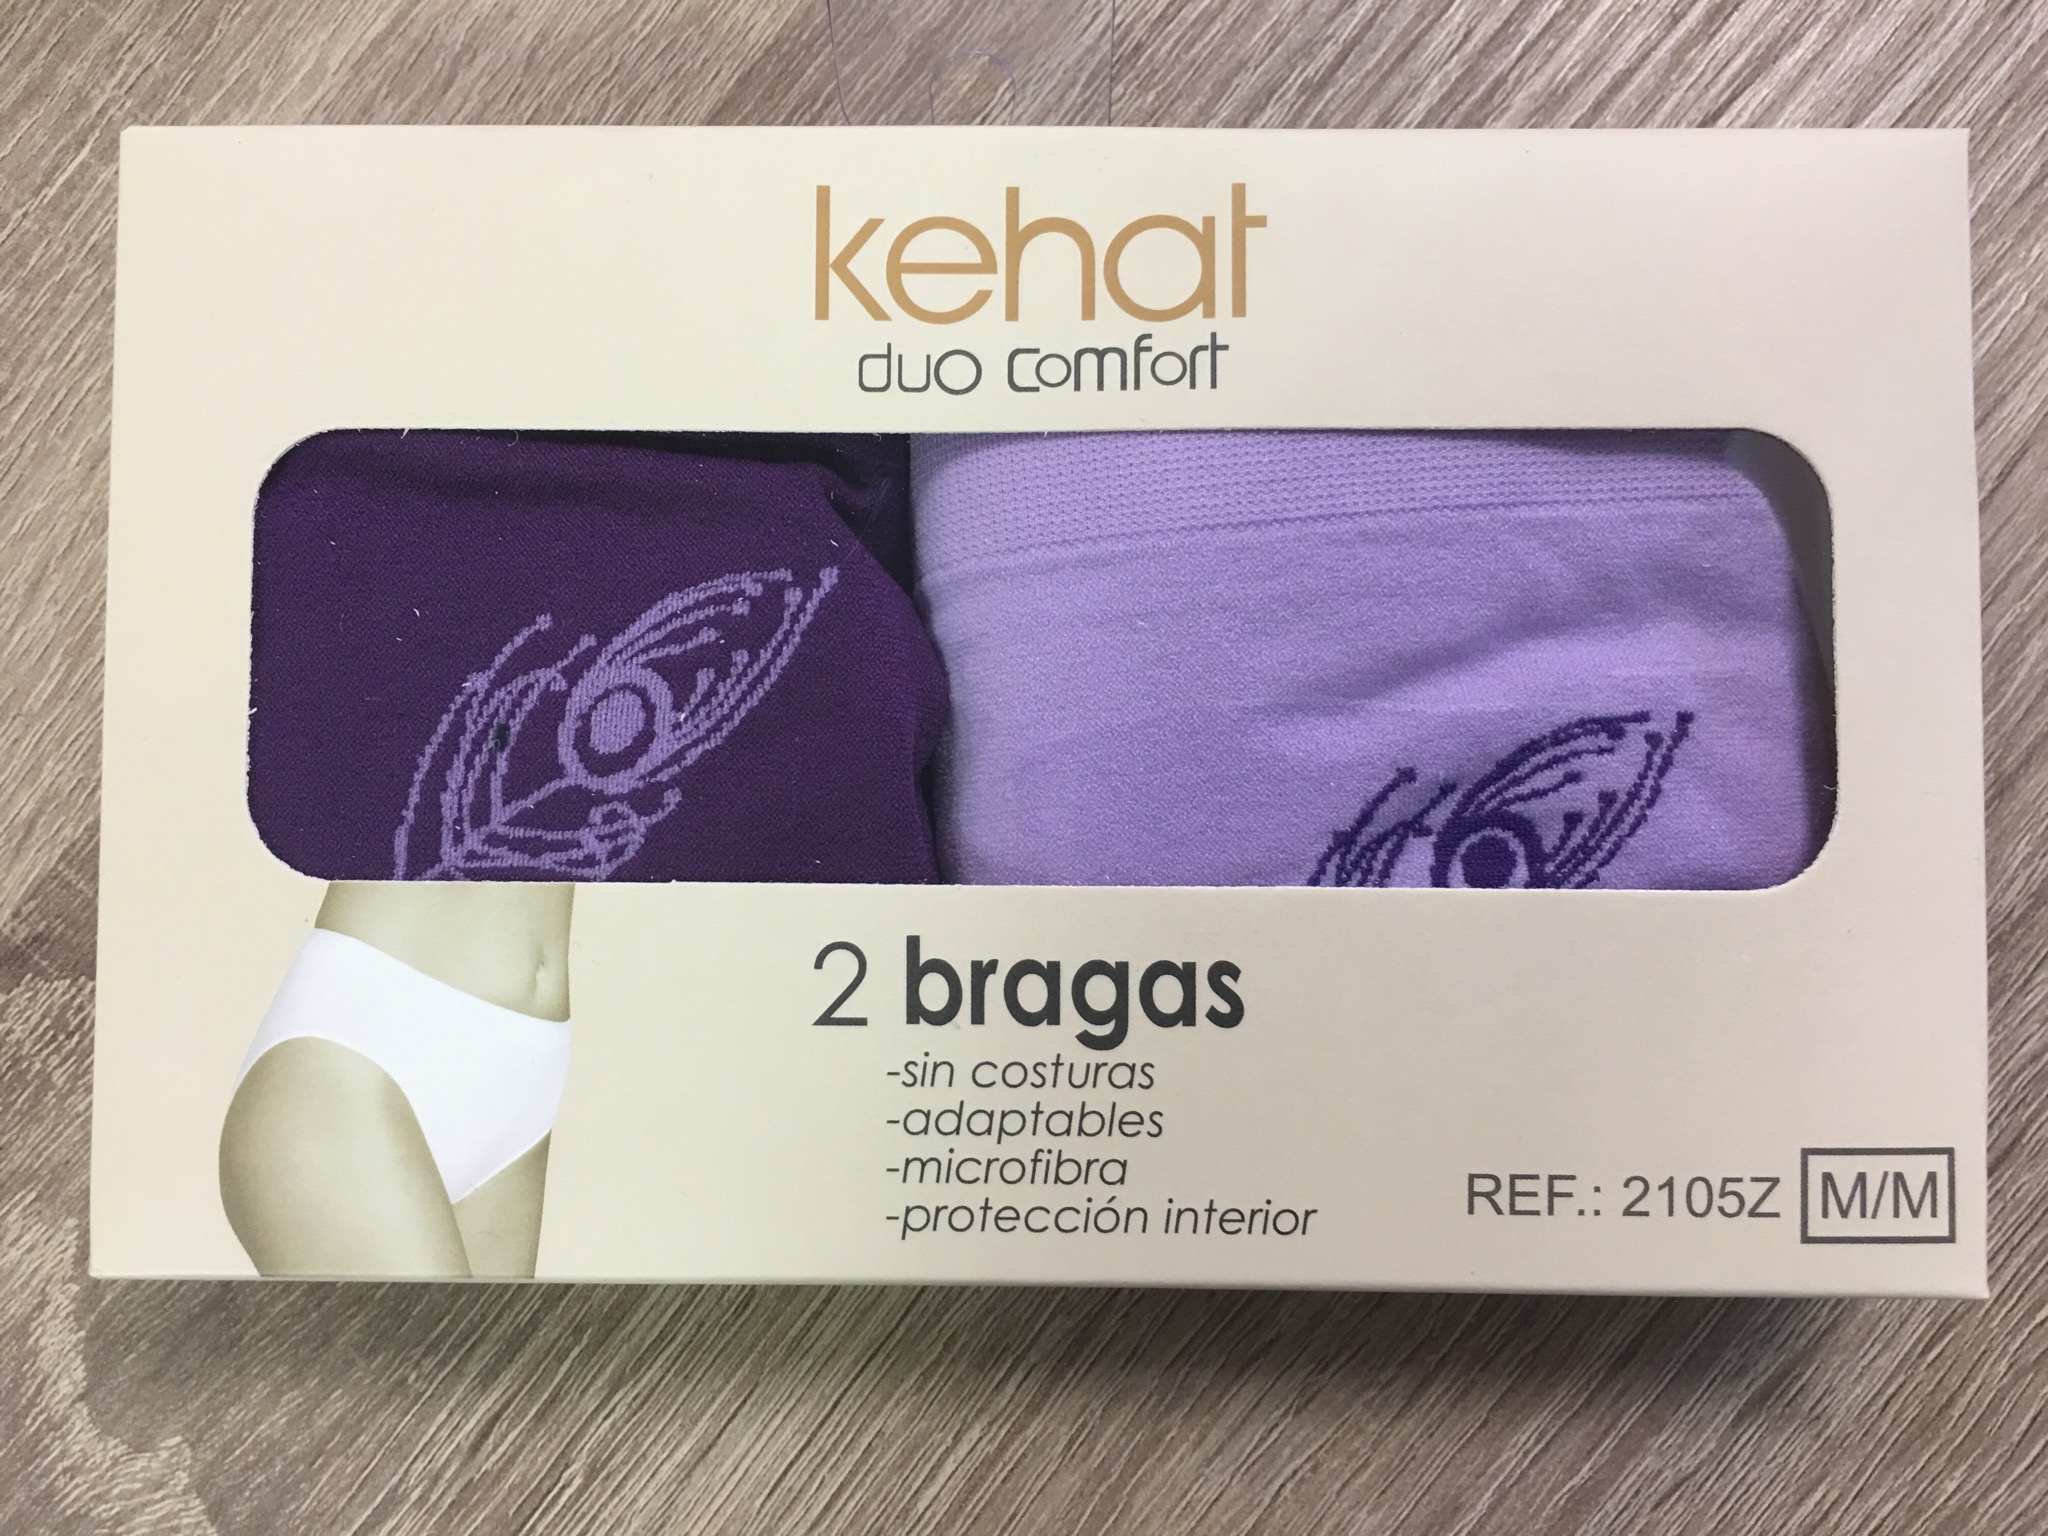 kehat
duo comfort
2 bragas
-sin costuras
-adaptables
-microfibra
-protección interior
REF.: 2105Z M/M